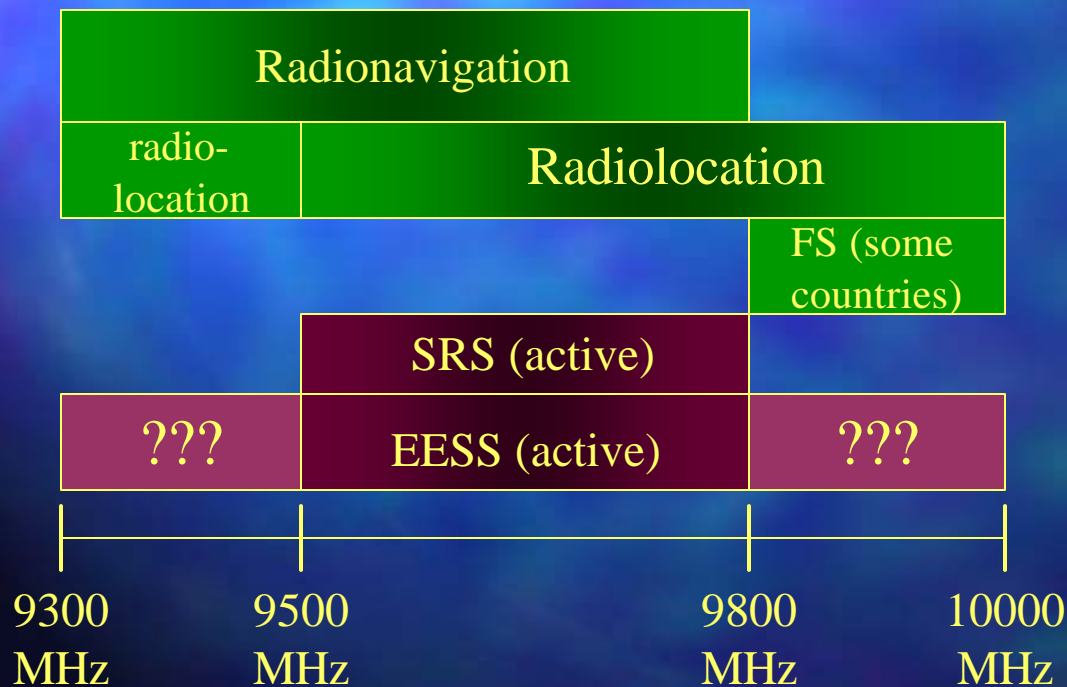 Radionavigation
radio-
location
Radiolocation
FS (some
countries)
SRS (active)
???
EESS (active)
???
9300
MHz
9500
MHz
9800
MHz
10000
MHz